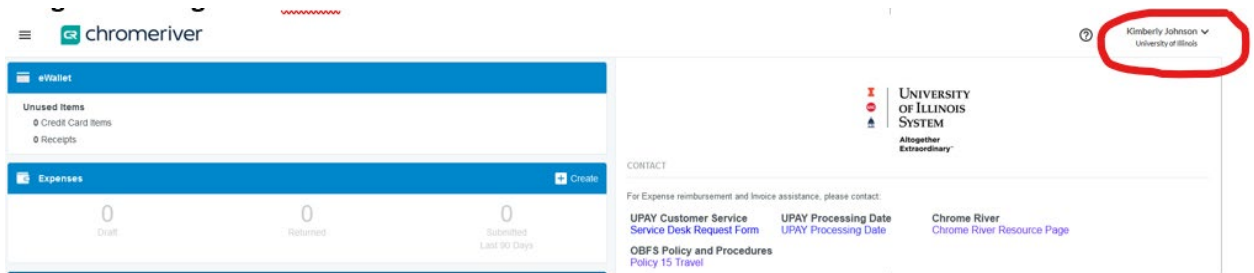 chromeriver
Kimberly Johnson
University of Illinois
eWallet
Unused Items
0 Credit Card Items
0 Receipts
Expenses
Create
0
Draft
0
Returned
0
Submitted
Last 90 Days
UNIVERSITY
OF ILLINOIS
SYSTEM
Altogether
Extraordinary™
CONTACT
For Expense reimbursement and Invoice assistance, please contact:
UPAY Customer Service
Service Desk Request Form
UPAY Processing Date
UPAY Processing Date
Chrome River
Chrome River Resource Page
OBFS Policy and Procedures
Policy 15 Travel